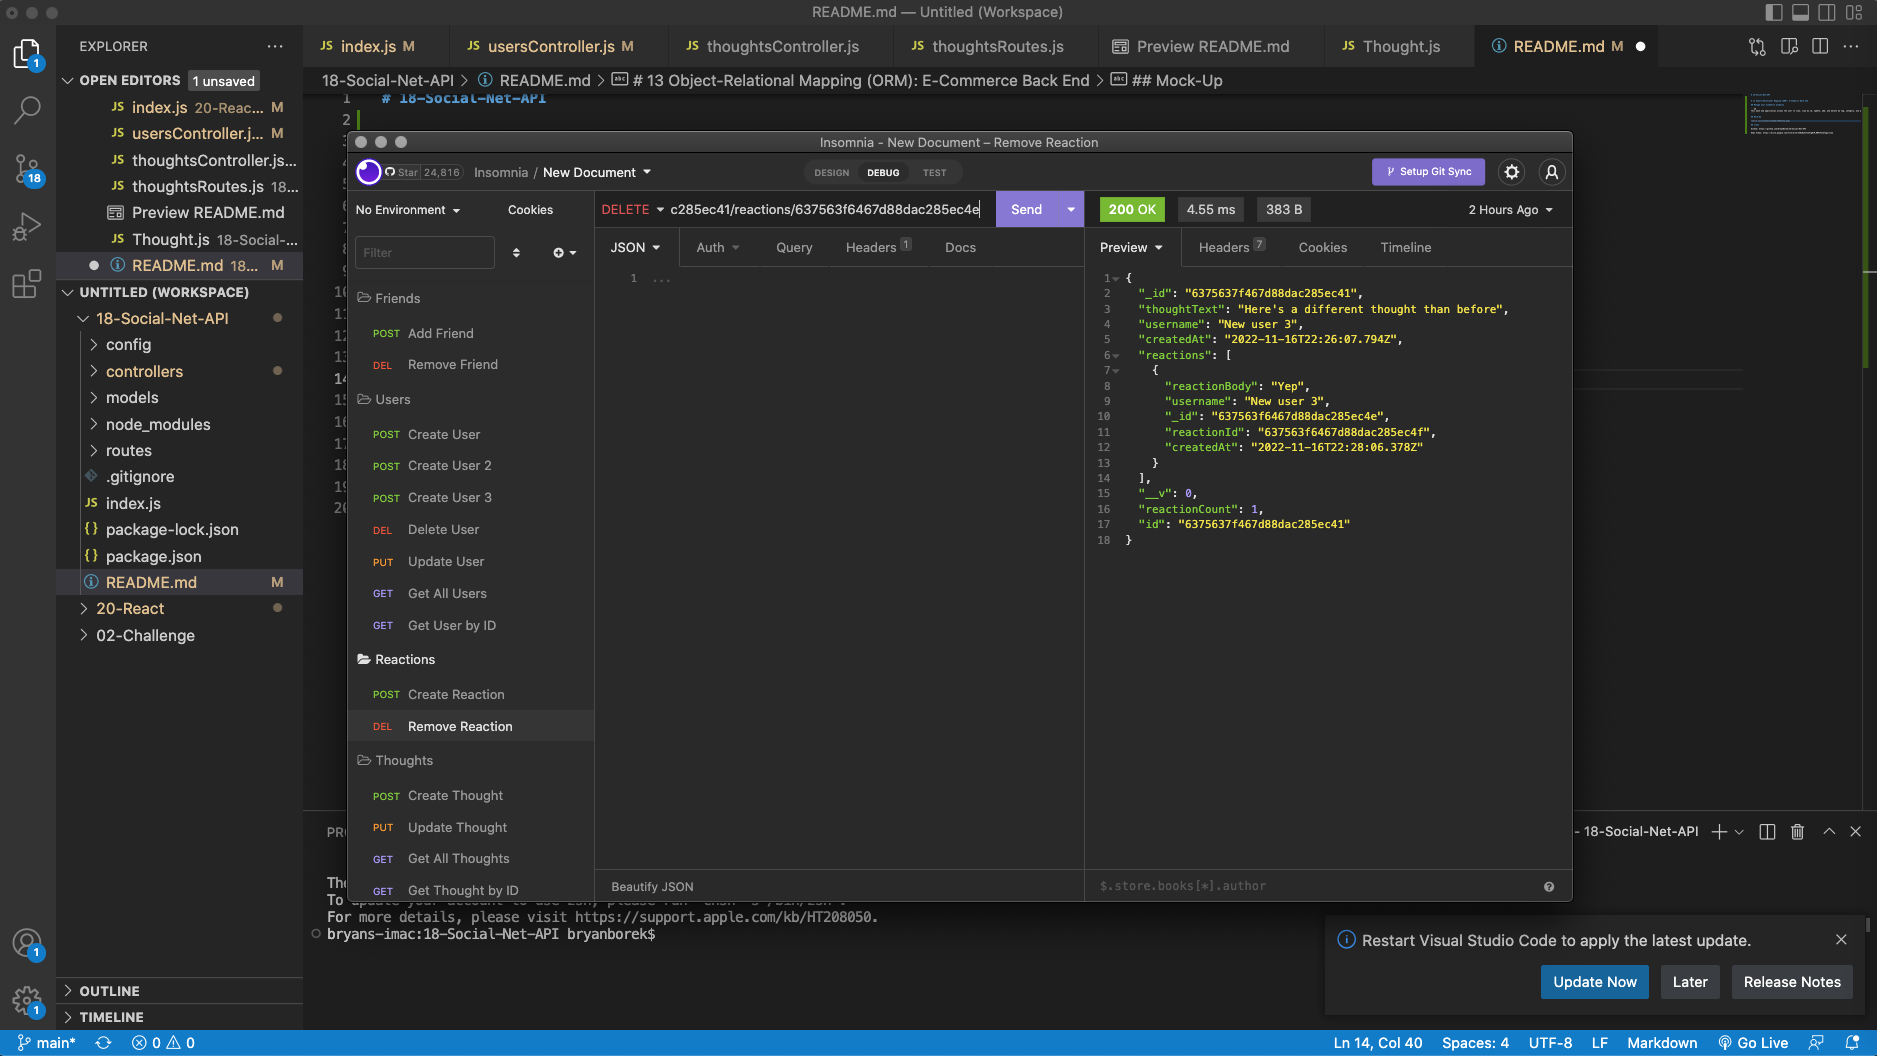 README.md — Untitled (Workspace)
EXPLORER
OPEN EDITORS 1 unsaved
JS index.js 20-Reac... M
JS usersController.j... M
JS thoughtsController.js...
JS thoughtsRoutes.js 18...
Preview README.md
JS Thought.js 18-Social-...
README.md 18... M
UNTITLED (WORKSPACE)
18-Social-Net-API
config
controllers
models
node_modules
routes
.gitignore
JS index.js
{} package-lock.json
{} package.json
README.md M
20-React
02-Challenge
OUTLINE
TIMELINE
1
18
1
1
JS index.js M
JS usersController.js M
JS thoughtsController.js
JS thoughtsRoutes.js
Preview README.md
JS Thought.js
README.md M
18-Social-Net-API > README.md > # 13 Object-Relational Mapping (ORM): E-Commerce Back End > ## Mock-Up
1 # 18-Social-Net-API
2
Insomnia - New Document – Remove Reaction
Star 24,816
Insomnia / New Document
DESIGN DEBUG TEST
Setup Git Sync
No Environment
Cookies
Filter
Friends
POST Add Friend
DEL Remove Friend
Users
POST Create User
POST Create User 2
POST Create User 3
DEL Delete User
PUT Update User
GET Get All Users
GET Get User by ID
Reactions
POST Create Reaction
DEL Remove Reaction
Thoughts
POST Create Thought
PUT Update Thought
GET Get All Thoughts
GET Get Thought by ID
DELETE c285ec41/reactions/637563f6467d88dac285ec4e
Send
JSON Auth Query Headers 1 Docs
1 ...
Beautify JSON
200 OK 4.55 ms 383 B 2 Hours Ago
Preview Headers 7 Cookies Timeline
1 {
2 "_id": "6375637f467d88dac285ec41",
3 "thoughtText": "Here's a different thought than before",
4 "username": "New user 3",
5 "createdAt": "2022-11-16T22:26:07.794Z",
6 "reactions": [
7 {
8 "reactionBody": "Yep",
9 "username": "New user 3",
10 "_id": "637563f6467d88dac285ec4e",
11 "reactionId": "637563f6467d88dac285ec4f",
12 "createdAt": "2022-11-16T22:28:06.378Z"
13 }
14 ],
15 "__v": 0,
16 "reactionCount": 1,
17 "id": "6375637f467d88dac285ec41"
18 }
$.store.books[*].author
- 18-Social-Net-API
For more details, please visit https://support.apple.com/kb/HT208050.
bryans-imac:18-Social-Net-API bryanborek$
Restart Visual Studio Code to apply the latest update.
Update Now Later Release Notes
main* 0 0 Ln 14, Col 40 Spaces: 4 UTF-8 LF Markdown Go Live